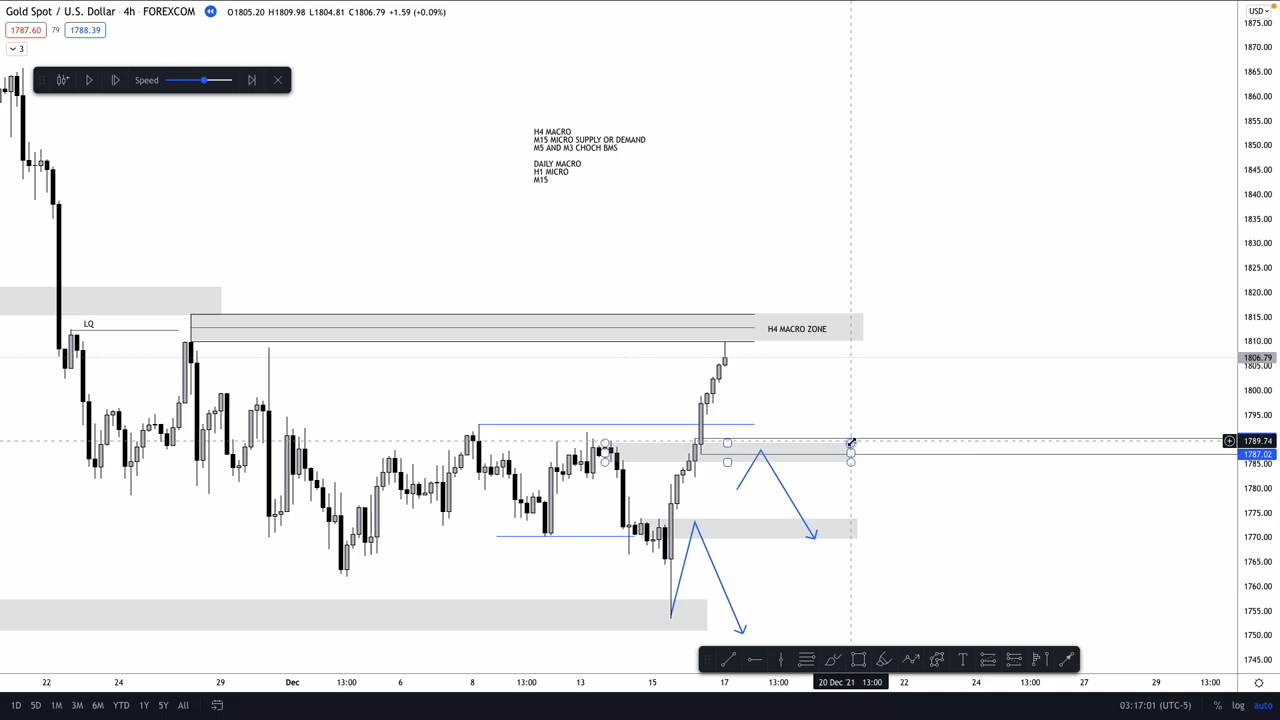 Gold Spot / U.S. Dollar · 4h · FOREXCOM O1805.20 H1809.98 L1804.81 C1806.79 +1.59 (+0.09%)
USD
1787.60 79 1788.39
3
Speed
H4 MACRO
M15 MICRO SUPPLY OR DEMAND
M5 AND M3 CHOCH BMS
DAILY MACRO
H1 MICRO
M15
LQ
H4 MACRO ZONE
1875.00
1870.00
1865.00
1860.00
1855.00
1850.00
1845.00
1840.00
1835.00
1830.00
1825.00
1820.00
1815.00
1810.00
1806.79
1805.00
1800.00
1795.00
1789.74
1787.02
1785.00
1780.00
1775.00
1770.00
1765.00
1760.00
1755.00
1750.00
1745.00
22 24 29 Dec 13:00 6 8 13:00 13 15 17 13:00 20 Dec '21 13:00 22 24 13:00 27 29 13:00
1D 5D 1M 3M 6M YTD 1Y 5Y All 03:17:01 (UTC-5) % log auto